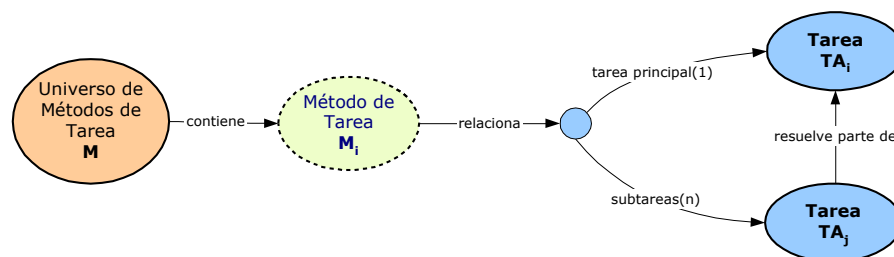 Universo de
Métodos de
Tarea
M
contiene
Método de
Tarea
Mi
relaciona
tarea principal(1)
subtareas(n)
Tarea
TAi
resuelve parte de
Tarea
TAj